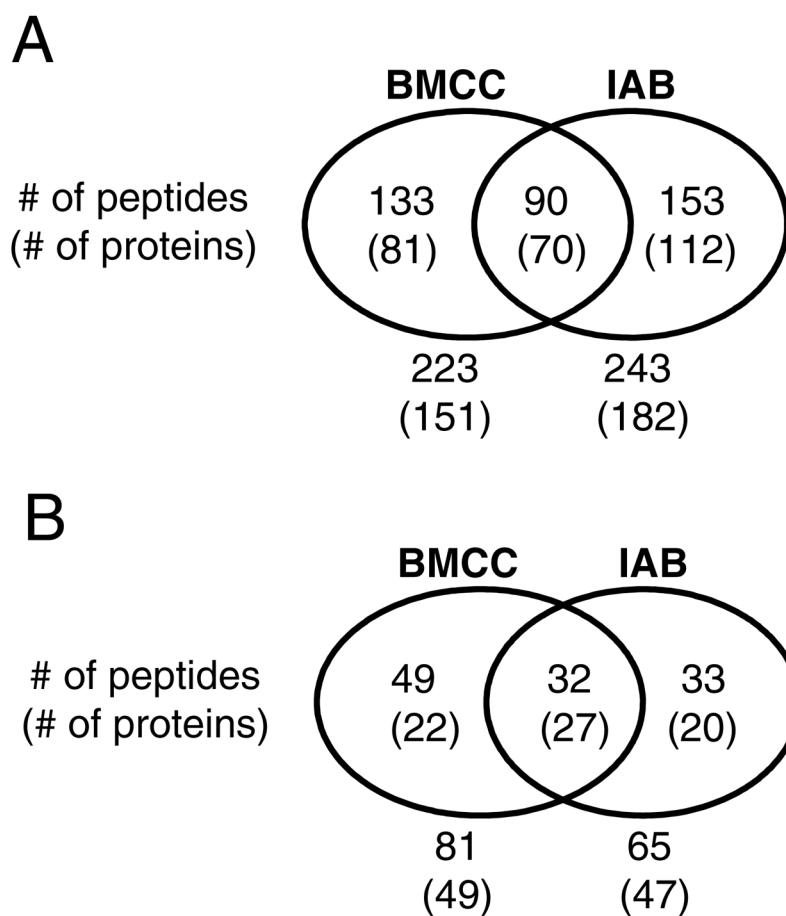 A
BMCC IAB
# of peptides 133 90 153
(# of proteins) (81) (70) (112)
223 243
(151) (182)
B
BMCC IAB
# of peptides 49 32 33
(# of proteins) (22) (27) (20)
81 65
(49) (47)